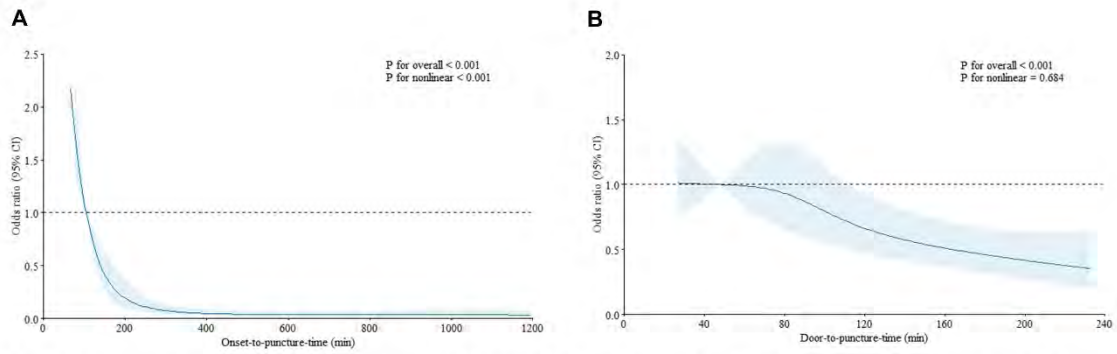 A
B
P for overall < 0.001
P for nonlinear < 0.001
Odds ratio (95% CI)
2.5
2.0
1.5
1.0
0.5
0.0
0 200 400 600 800 1000 1200
Onset-to-puncture-time (min)
P for overall < 0.001
P for nonlinear = 0.684
Odds ratio (95% CI)
2.0
1.5
1.0
0.5
0.0
0 40 80 120 160 200 240
Door-to-puncture-time (min)